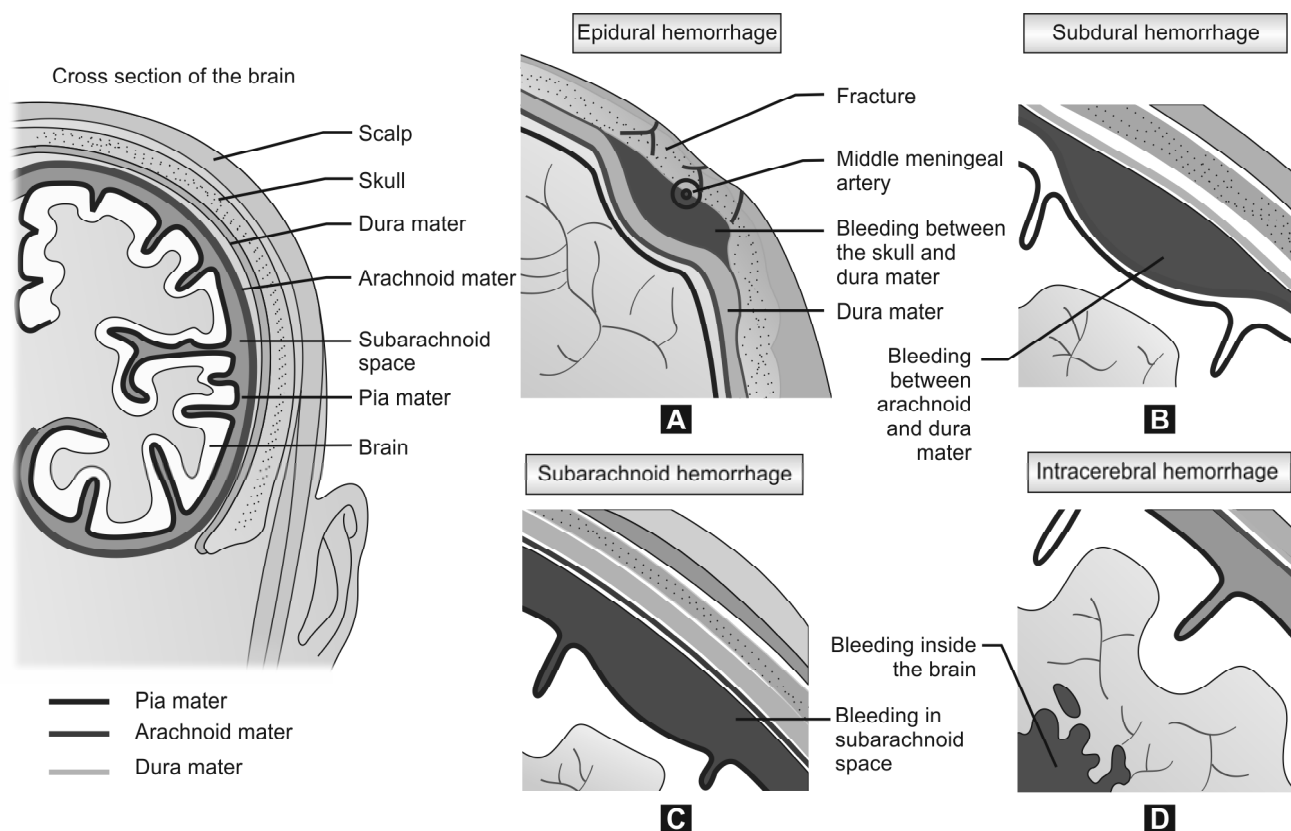 Cross section of the brain
Scalp
Skull
Dura mater
Arachnoid mater
Subarachnoid
space
Pia mater
Brain
Pia mater
Arachnoid mater
Dura mater
Epidural hemorrhage
Fracture
Middle meningeal
artery
Bleeding between
the skull and
dura mater
Dura mater
A
Subdural hemorrhage
Bleeding
between
arachnoid
and dura
mater
B
Subarachnoid hemorrhage
Bleeding in
subarachnoid
space
C
Intracerebral hemorrhage
Bleeding inside
the brain
D